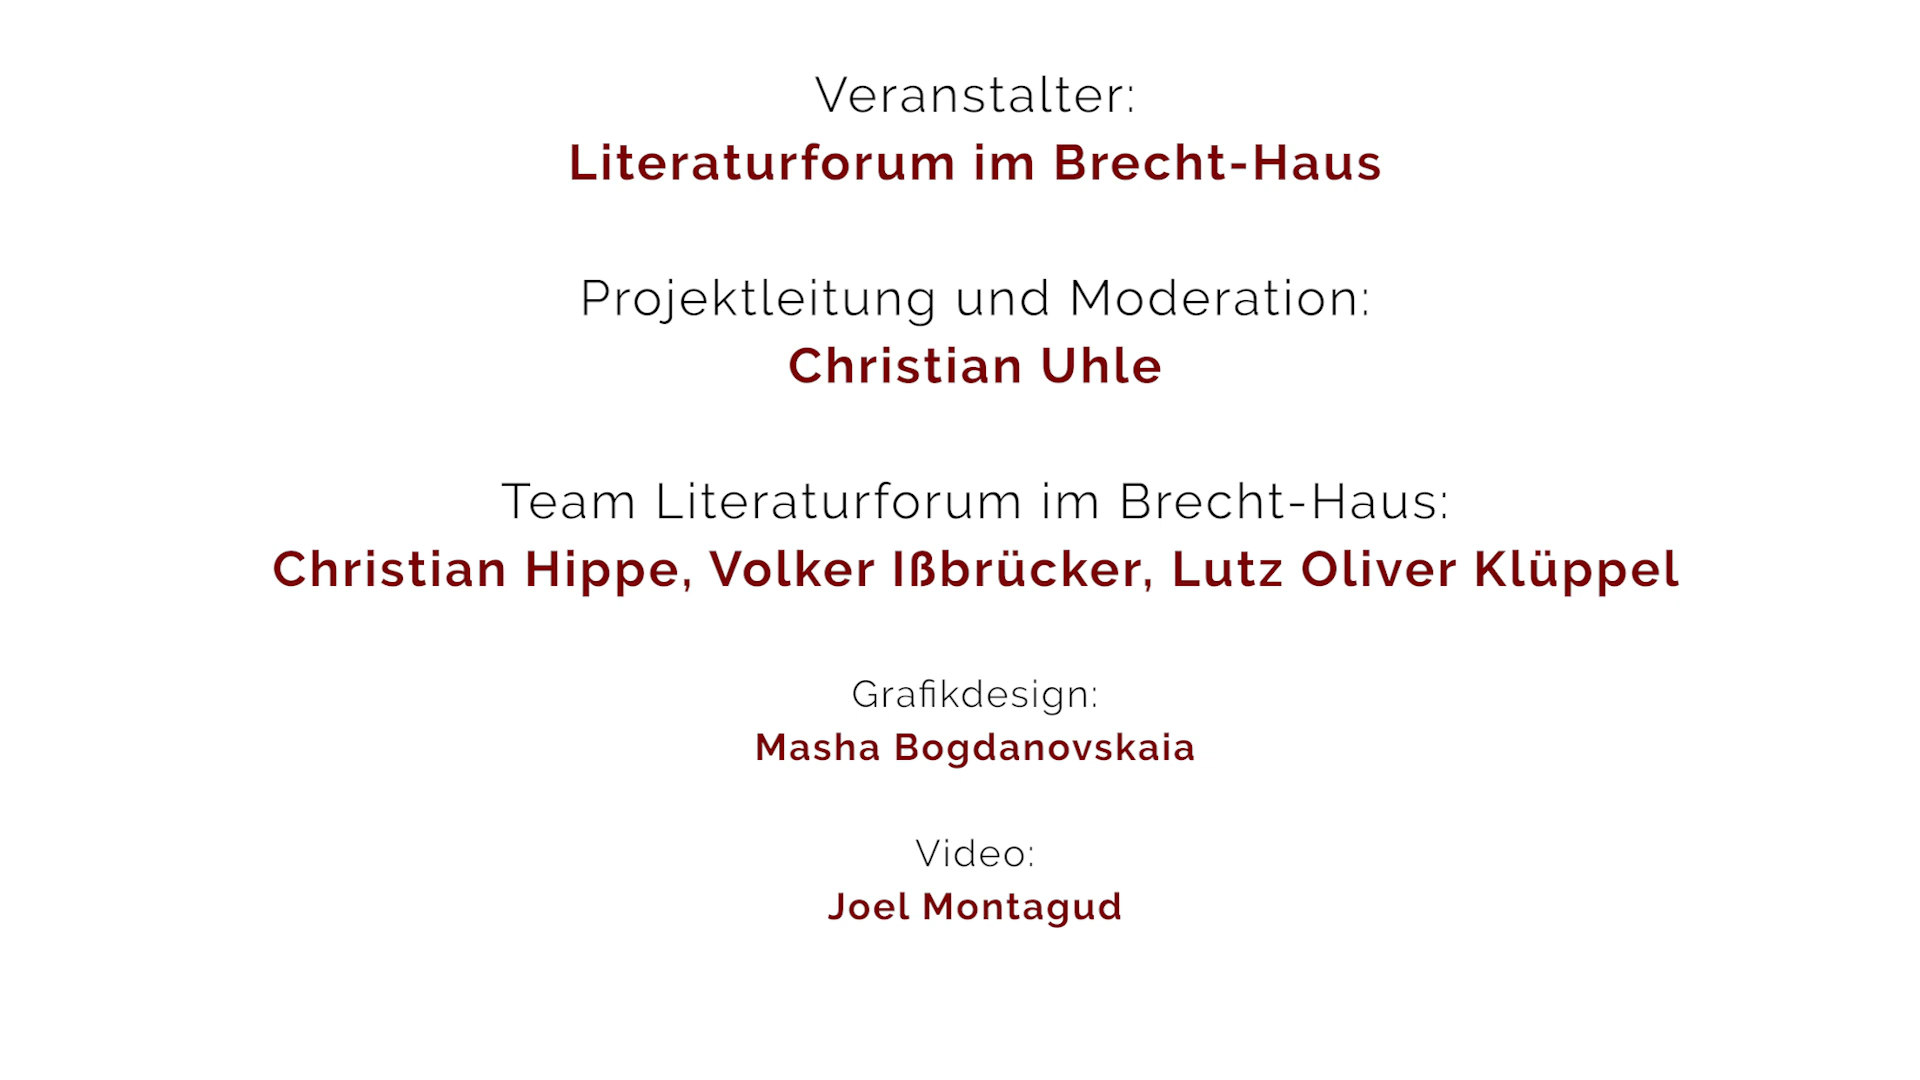 Veranstalter:
Literaturforum im Brecht-Haus
Projektleitung und Moderation:
Christian Uhle
Team Literaturforum im Brecht-Haus:
Christian Hippe, Volker Ißbrücker, Lutz Oliver Klüppel
Grafikdesign:
Masha Bogdanovskaia
Video:
Joel Montagud